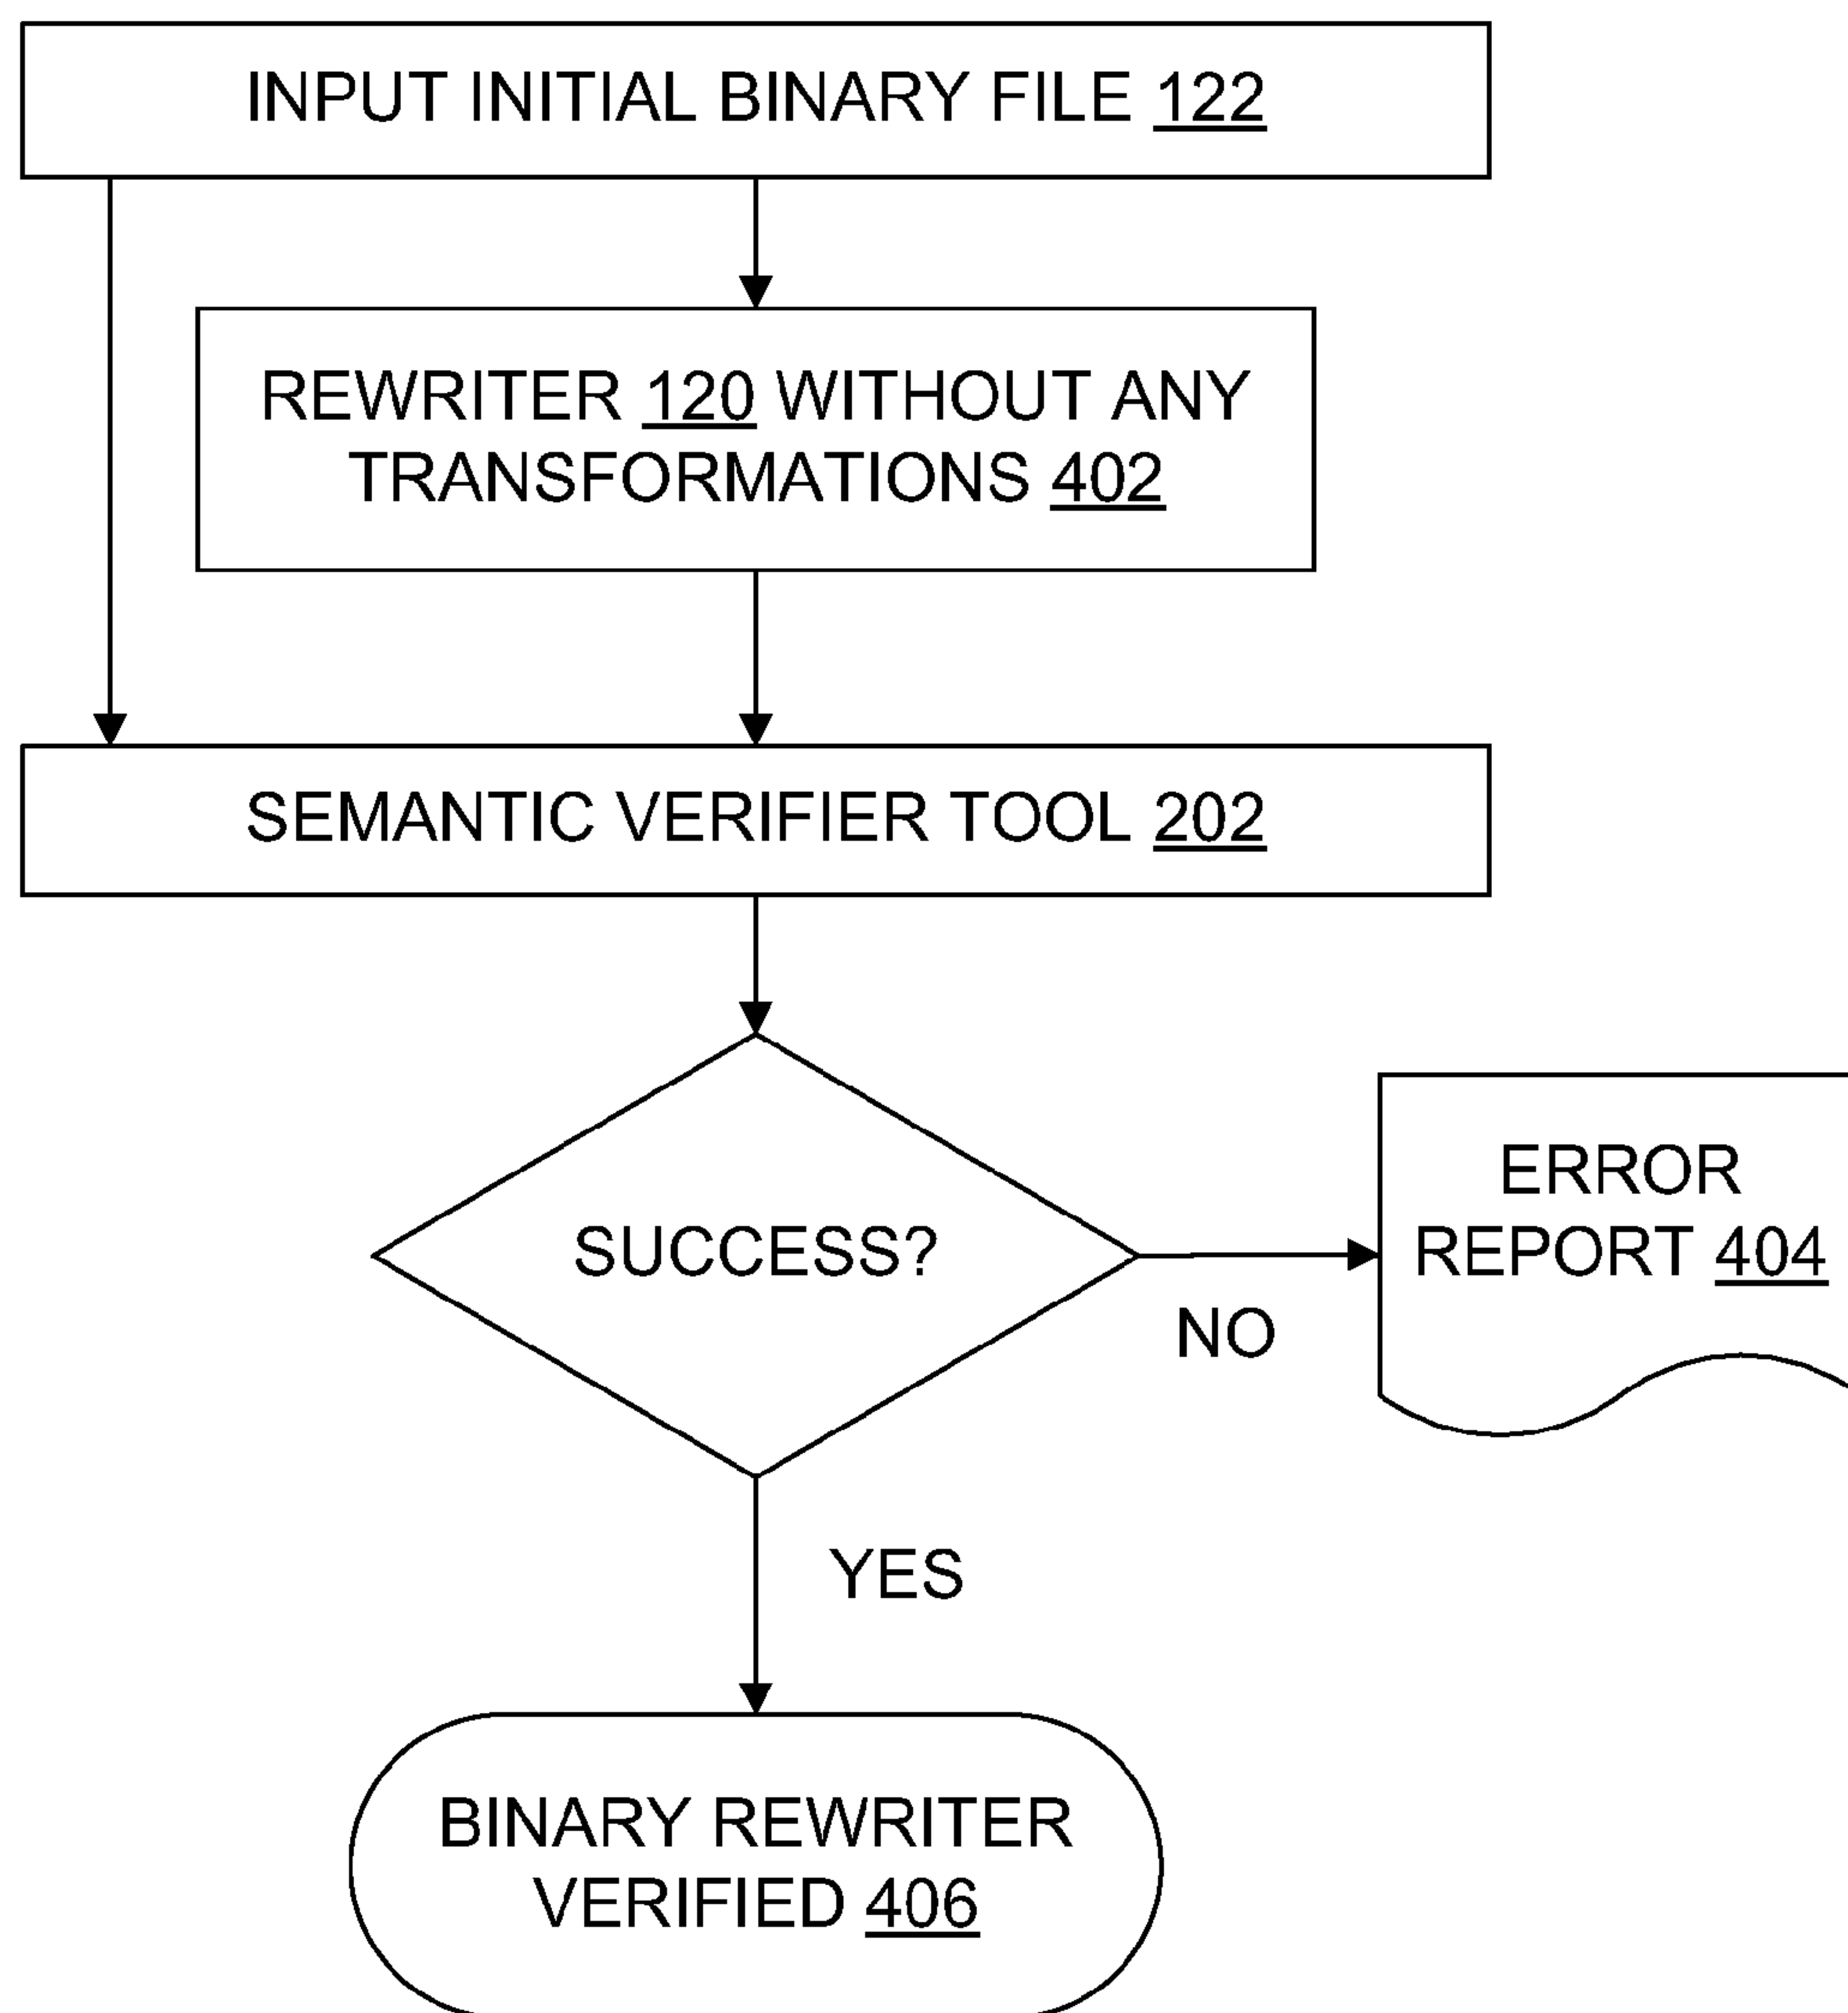 INPUT INITIAL BINARY FILE 122
REWRITER 120 WITHOUT ANY
TRANSFORMATIONS 402
SEMANTIC VERIFIER TOOL 202
SUCCESS?
ERROR
REPORT 404
NO
YES
BINARY REWRITER
VERIFIED 406